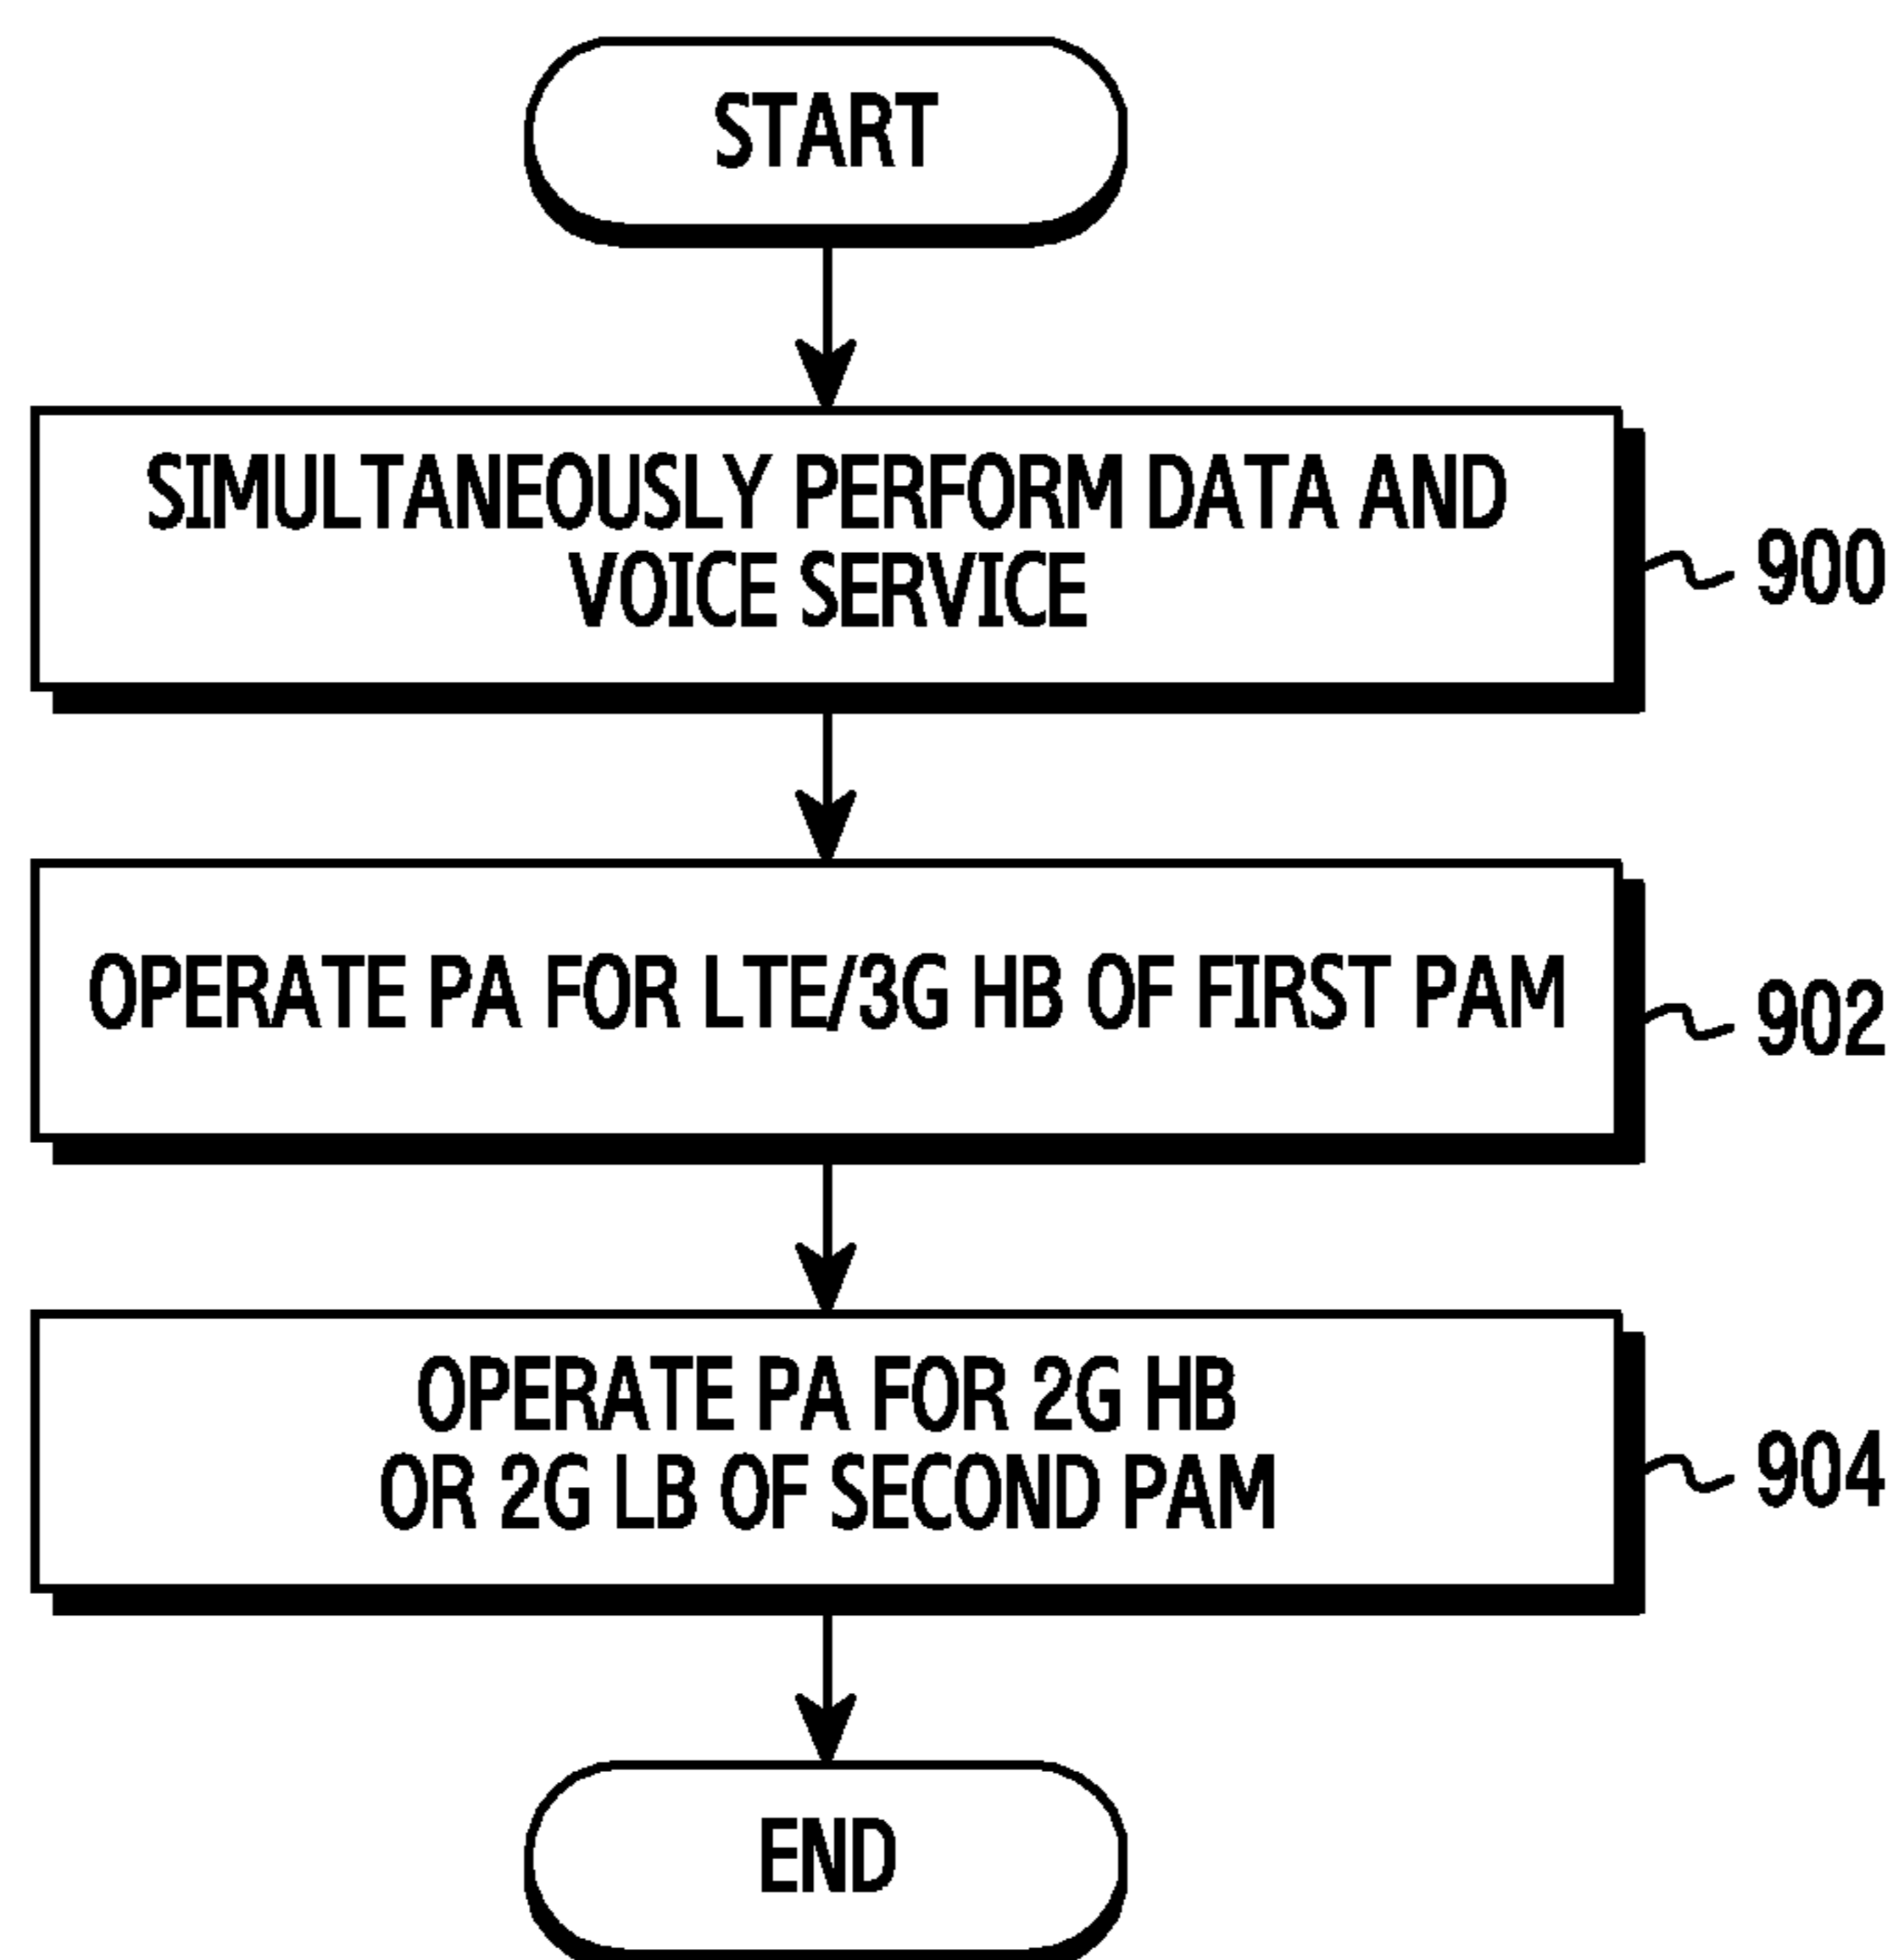 START
SIMULTANEOUSLY PERFORM DATA AND
VOICE SERVICE
900
OPERATE PA FOR LTE/3G HB OF FIRST PAM
902
OPERATE PA FOR 2G HB
OR 2G LB OF SECOND PAM
904
END